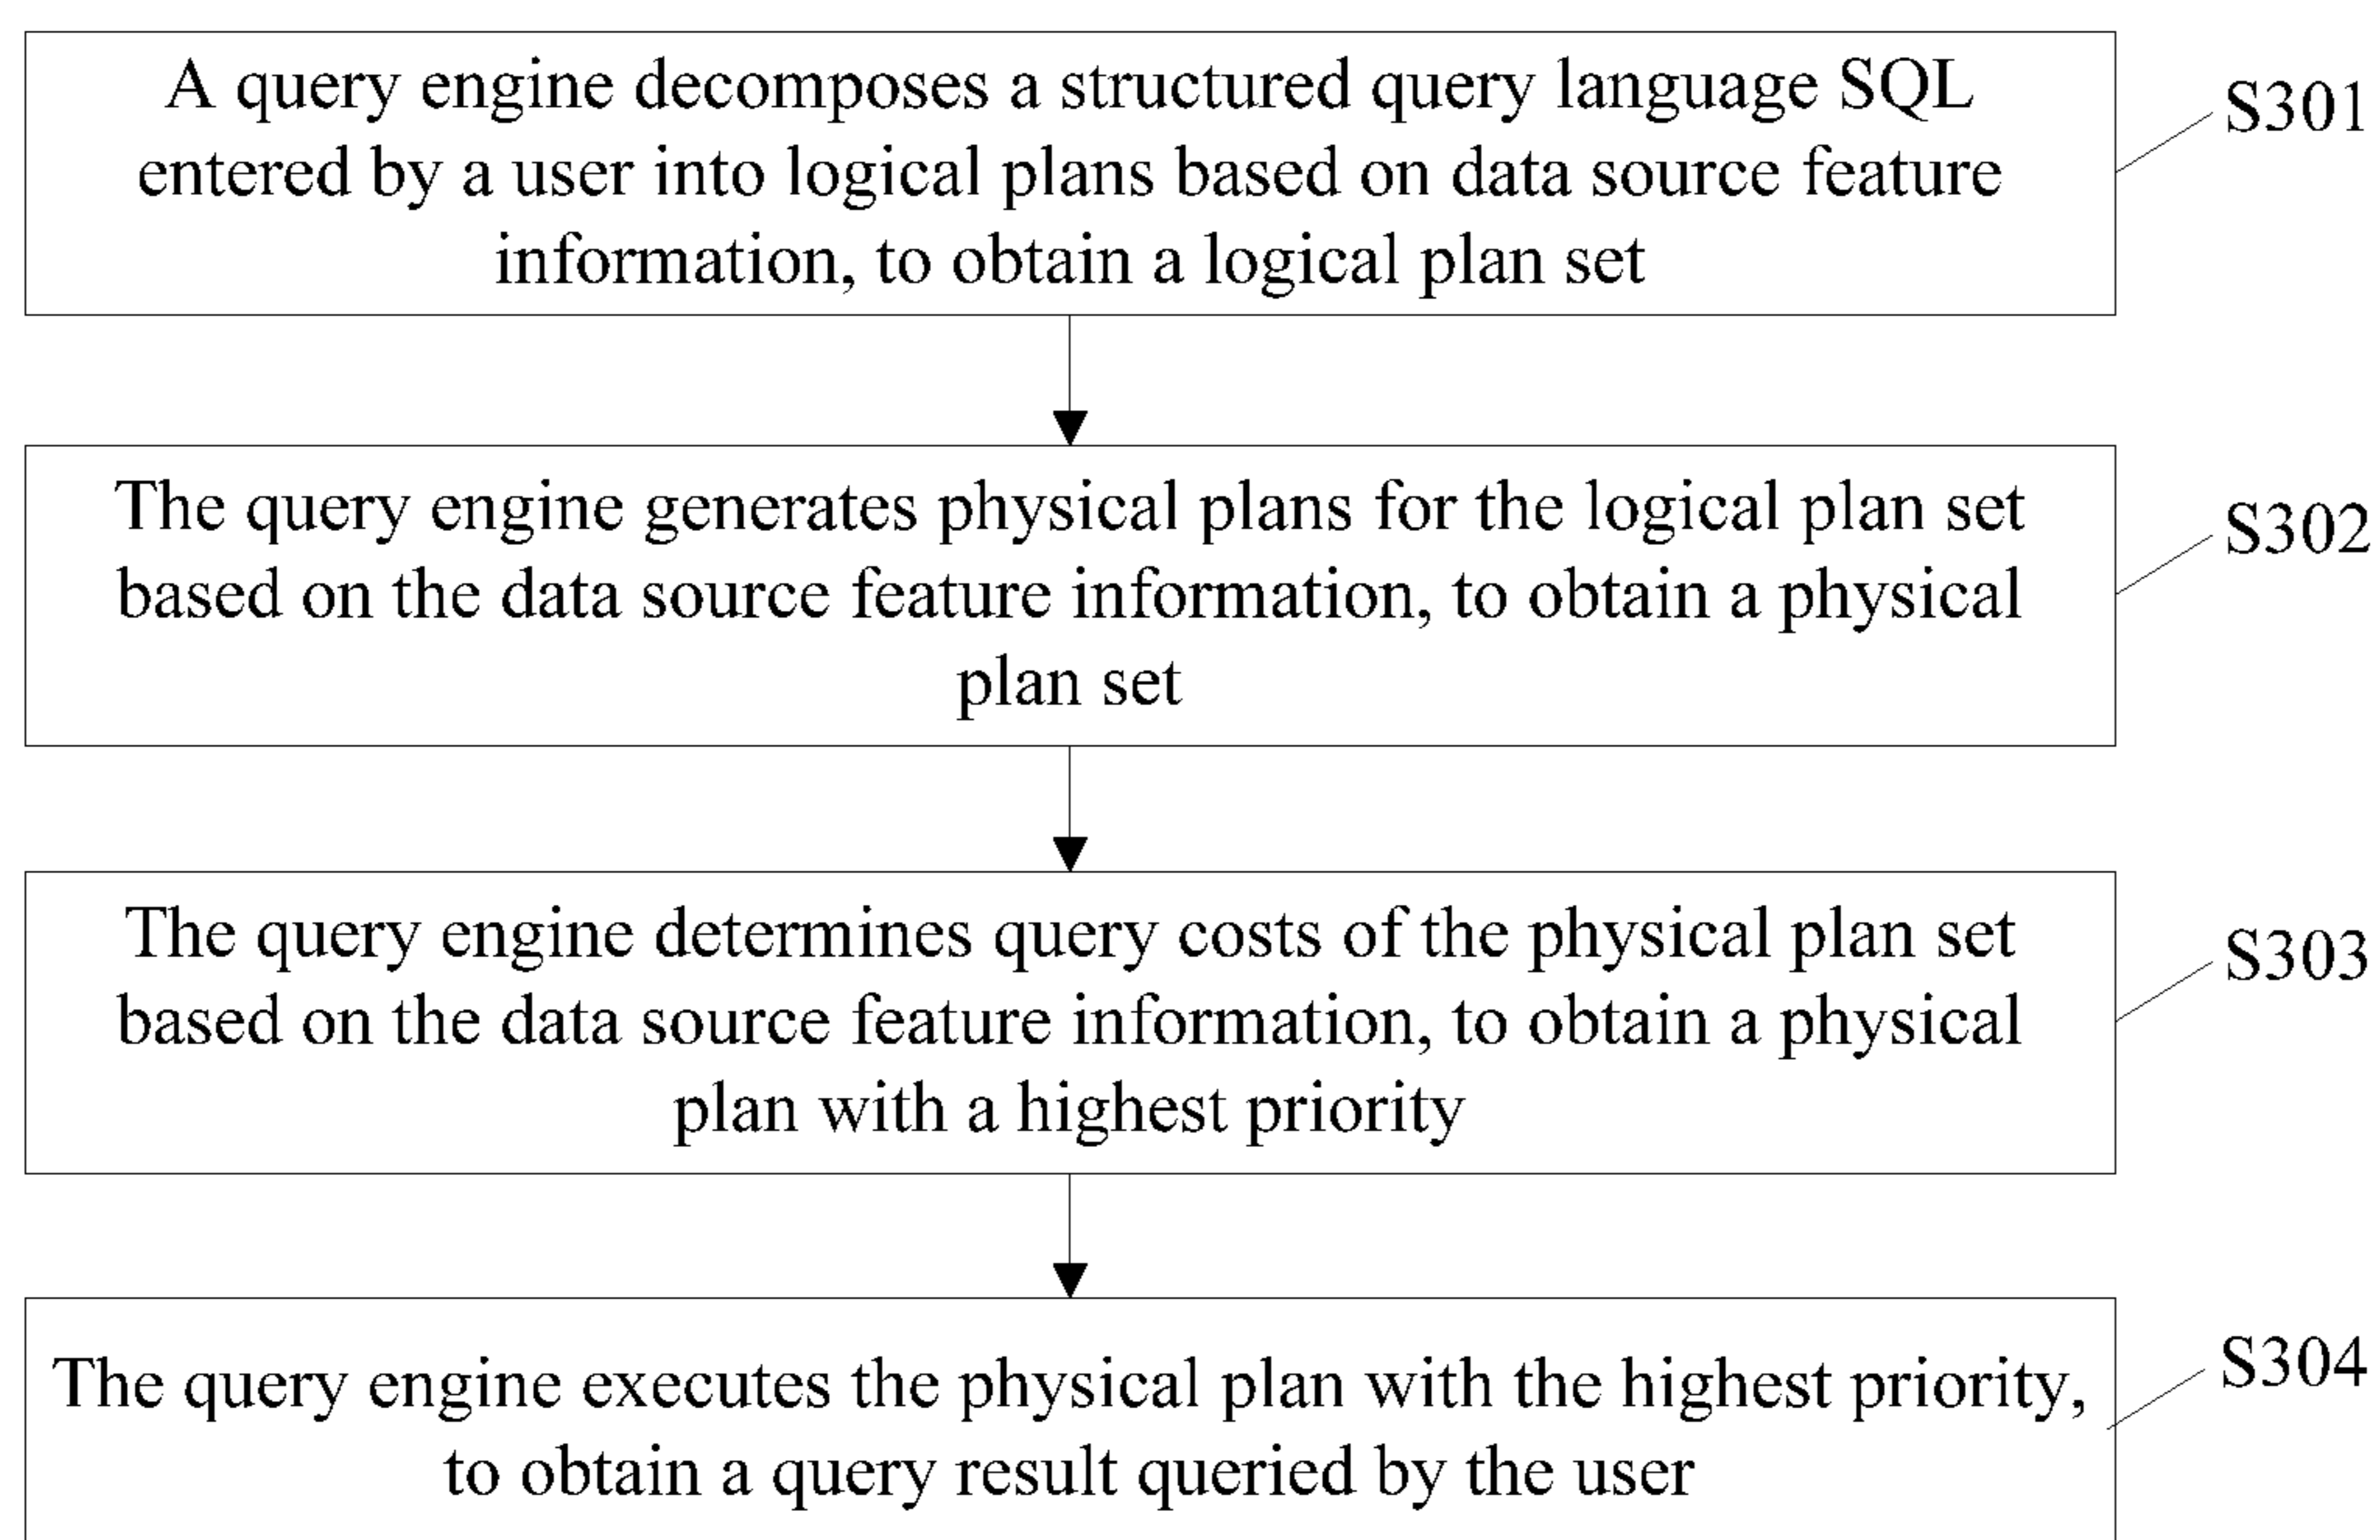 A query engine decomposes a structured query language SQL
entered by a user into logical plans based on data source feature
information, to obtain a logical plan set
S301
The query engine generates physical plans for the logical plan set
based on the data source feature information, to obtain a physical
plan set
S302
The query engine determines query costs of the physical plan set
based on the data source feature information, to obtain a physical
plan with a highest priority
S303
The query engine executes the physical plan with the highest priority,
to obtain a query result queried by the user
S304